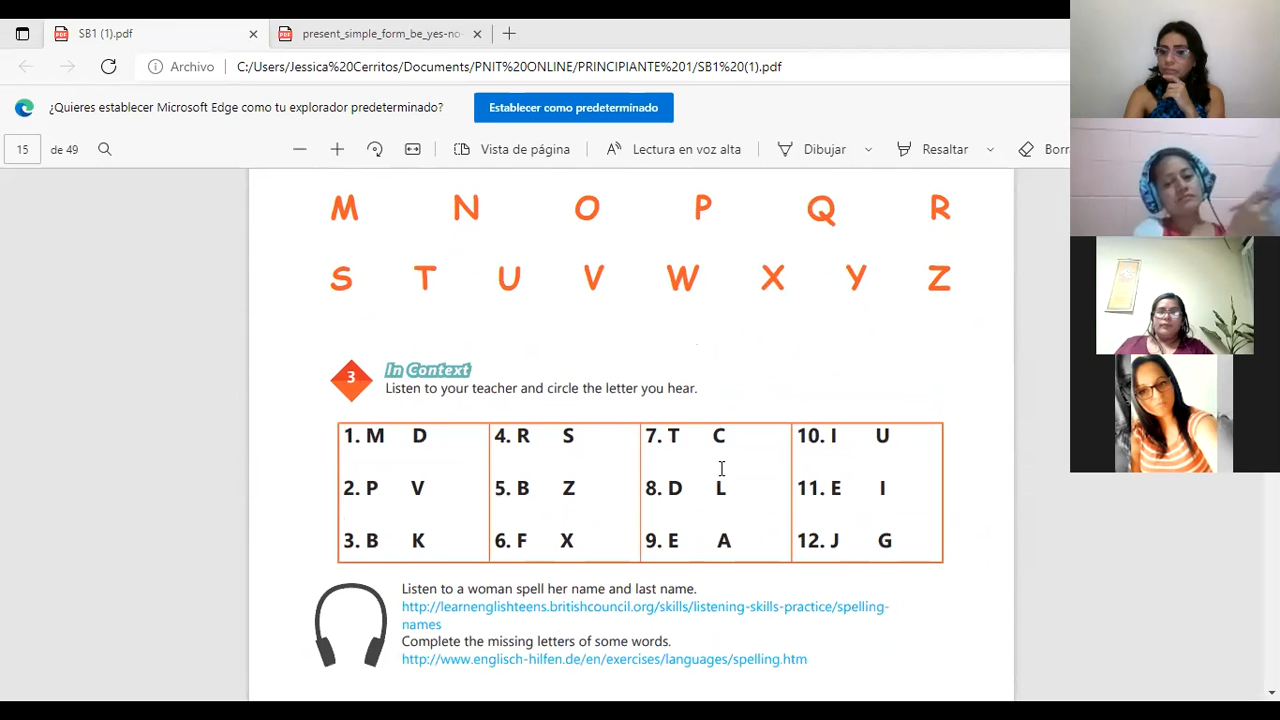 SB1 (1).pdf
present_simple_form_be_yes-no-
Archivo C:/Users/Jessica%20Cerritos/Documents/PNIT%20ONLINE/PRINCIPIANTE%201/SB1%20(1).pdf
¿Quieres establecer Microsoft Edge como tu explorador predeterminado? Establecer como predeterminado
15 de 49 Vista de página Lectura en voz alta Dibujar Resaltar Borr
M N O P Q R
S T U V W X Y Z
3 In Context
Listen to your teacher and circle the letter you hear.
1. M D 4. R S 7. T C 10. I U
2. P V 5. B Z 8. D L 11. E I
3. B K 6. F X 9. E A 12. J G
Listen to a woman spell her name and last name.
http://learnenglishteens.britishcouncil.org/skills/listening-skills-practice/spelling-
names
Complete the missing letters of some words.
http://www.englisch-hilfen.de/en/exercises/languages/spelling.htm